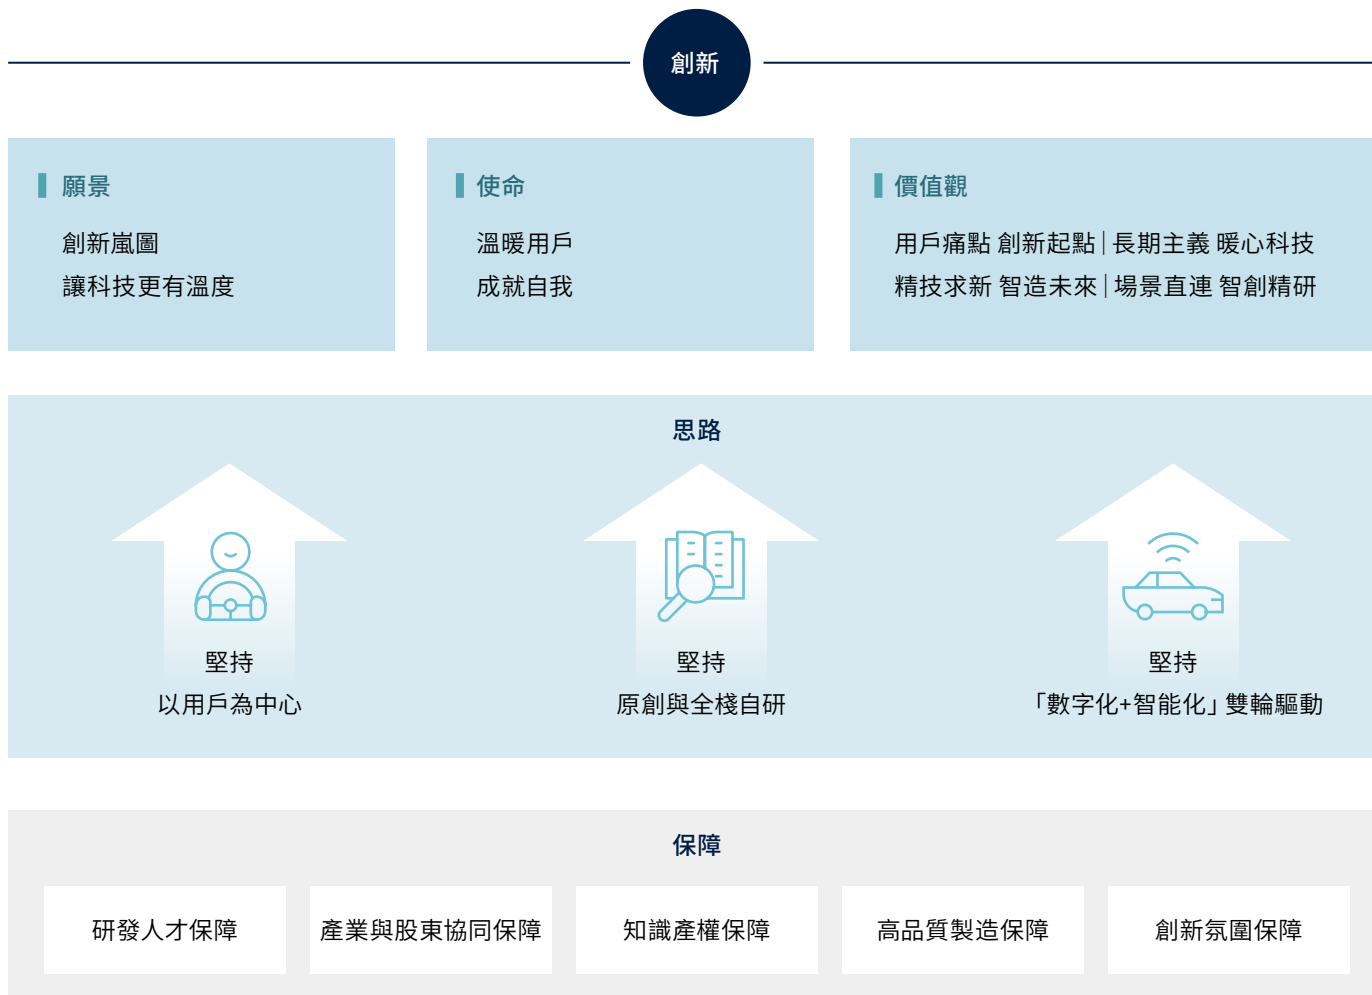 創新
願景
創新嵐圖
讓科技更有溫度
使命
溫暖用戶
成就自我
價值觀
用戶痛點 創新起點|長期主義 暖心科技
精技求新 智造未來|場景直連 智創精研
思路
堅持
以用戶為中心
堅持
原創與全棧自研
堅持
「數字化+智能化」雙輪驅動
保障
研發人才保障
產業與股東協同保障
知識產權保障
高品質製造保障
創新氛圍保障